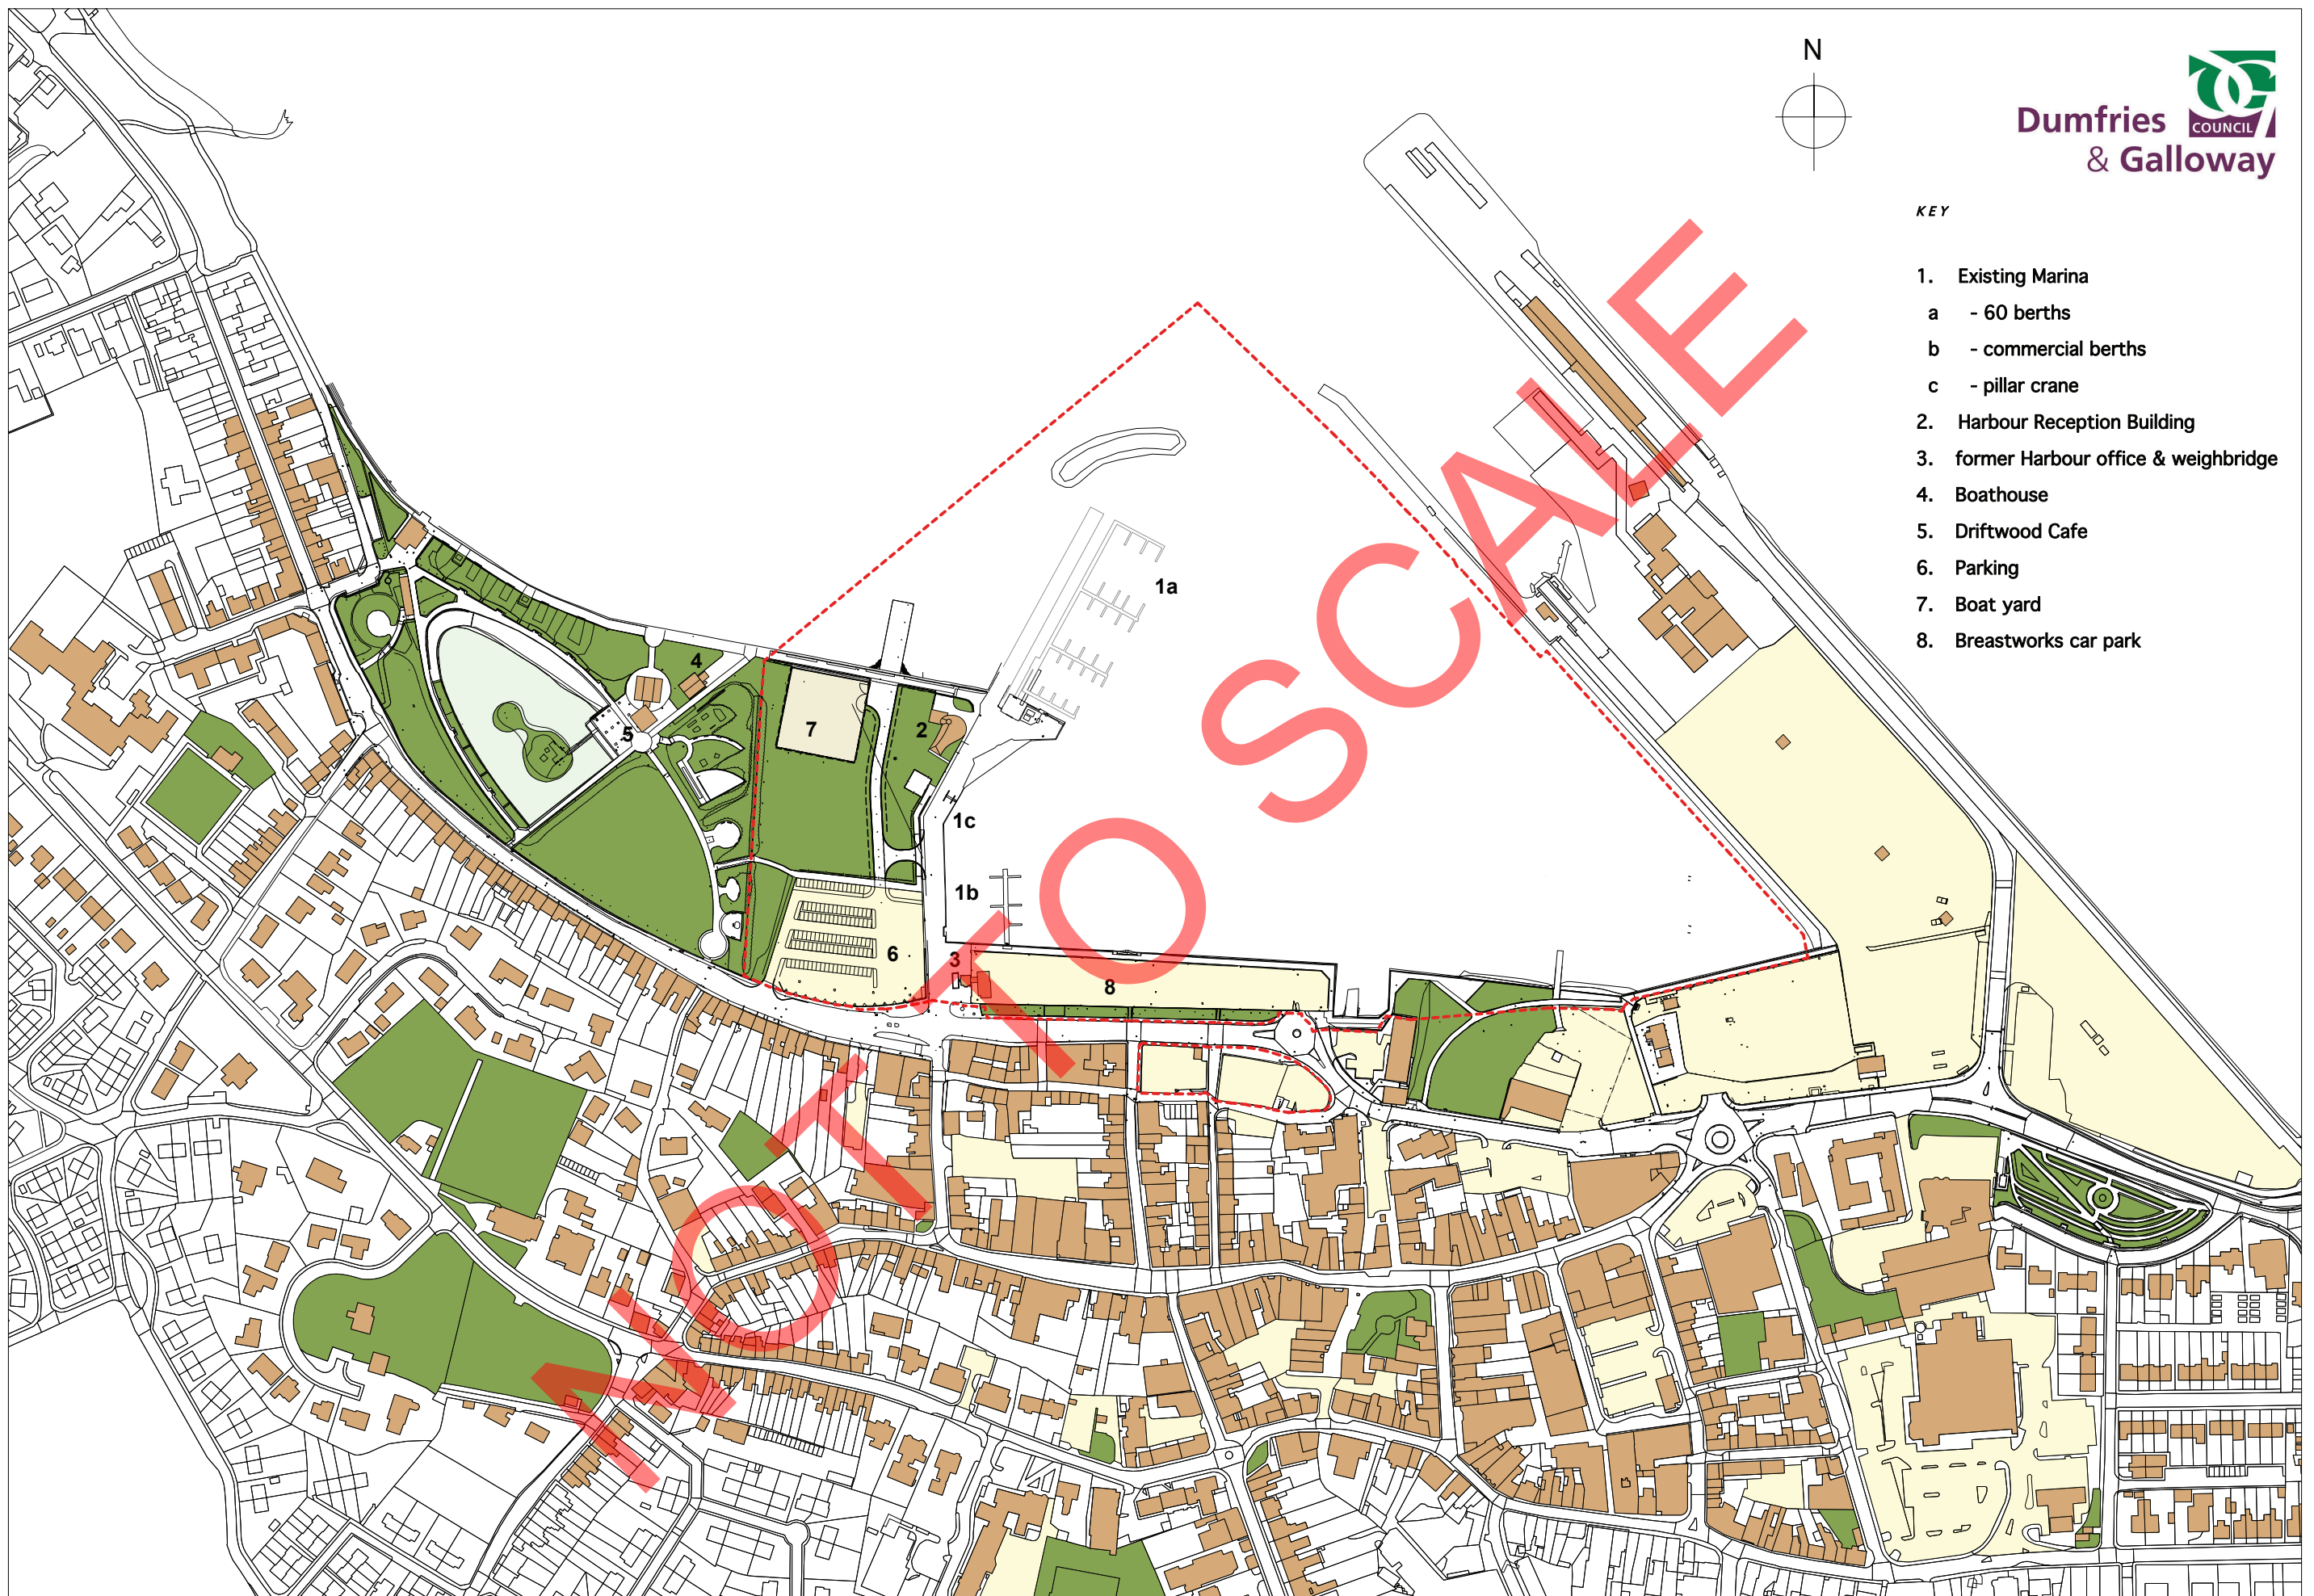 N
Dumfries
COUNCIL
& Galloway
KEY
1. Existing Marina
a - 60 berths
b - commercial berths
c - pillar crane
2. Harbour Reception Building
3. former Harbour office & weighbridge
4. Boathouse
5. Driftwood Cafe
6. Parking
7. Boat yard
8. Breastworks car park
1a
4
5
7
2
1c
1b
6
3
8
NOT TO SCALE